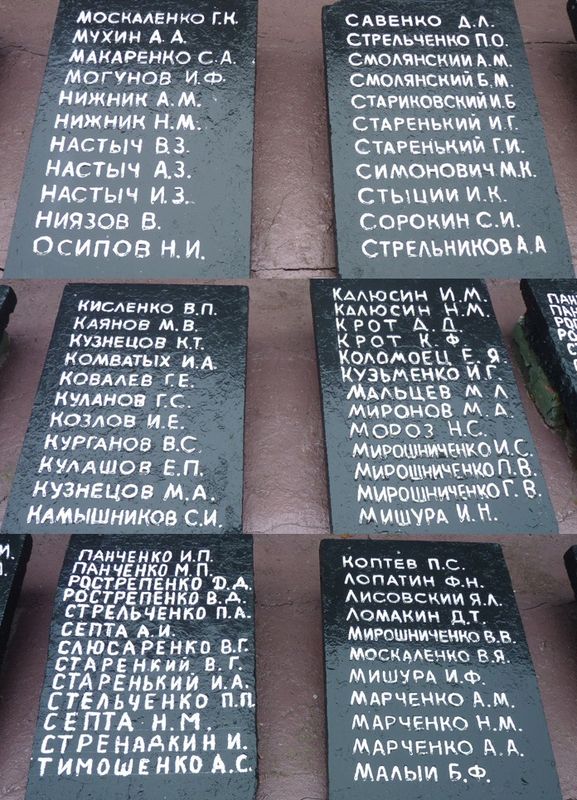 МОСКАЛЕНКО Г.К.
МУХИН А.А.
МАКАРЕНКО С.А.
МОГУНОВ И.Ф.
НИЖНИК А.М.
НИЖНИК Н.М.
НАСТЫЧ В.З.
НАСТЫЧ А.З.
НАСТЫЧ И.З.
НИЯЗОВ В.
ОСИПОВ Н.И.
САВЕНКО Д.Л.
СТРЕЛЬЧЕНКО П.О.
СМОЛЯНСКИЙ А.М.
СМОЛЯНСКИЙ Б.М.
СТАРИКОВСКИЙ И.Б
СТАРЕНЬКИЙ И.Г.
СТАРЕНЬКИЙ Г.И.
СИМОНОВИЧ М.К.
СТЫЦИИ И.К.
СОРОКИН С.И.
СТРЕЛЬНИКОВ А.А
КИСЛЕНКО В.П.
КАЯНОВ М.В.
КУЗНЕЦОВ К.Т.
КОМВАТЫХ И.А.
КОВАЛЕВ Г.Е.
КУЛАНОВ Г.С.
КОЗЛОВ И.Е.
КУРГАНОВ В.С.
КУЛАШОВ Е.П.
КУЗНЕЦОВ М.А.
КАМЫШНИКОВ С.И.
КАЛЮСИН И.М.
КАЛЮСИН Н.М.
КРОТ Д.Д.
КРОТ К.Ф.
КОЛОМОЕЦ Е.Я
КУЗЬМЕНКО И.Г.
МАЛЬЦЕВ М.Л
МИРОНОВ М.А.
МОРОЗ Н.С.
МИРОШНИЧЕНКО И.С.
МИРОШНИЧЕНКО П.В.
МИРОШНИЧЕНКО Г.В.
МИШУРА И.Н.
ПАНЧЕНКО И.П.
ПАНЧЕНКО М.П.
РОСТРЕПЕНКО Д.Д.
РОСТРЕПЕНКО В.Д.
СТРЕЛЬЧЕНКО П.А.
СЕПТА А.И.
СЛЮСАРЕНКО В.Г.
СТАРЕНКИЙ В.Г.
СТАРЕНЬКИЙ И.А.
СТЕЛЬЧЕНКО П.П.
СЕПТА Н.М.
СТРЕНАДКИН И.
ТИМОШЕНКО А.С.
КОПТЕВ П.С.
ЛОПАТИН Ф.Н.
ЛИСОВСКИЙ Я.Л.
ЛОМАКИН Д.Т.
МИРОШНИЧЕНКО В.В.
МОСКАЛЕНКО В.Я.
МИШУРА И.Ф.
МАРЧЕНКО А.М.
МАРЧЕНКО Н.М.
МАРЧЕНКО А.А.
МАЛЫИ Б.Ф.